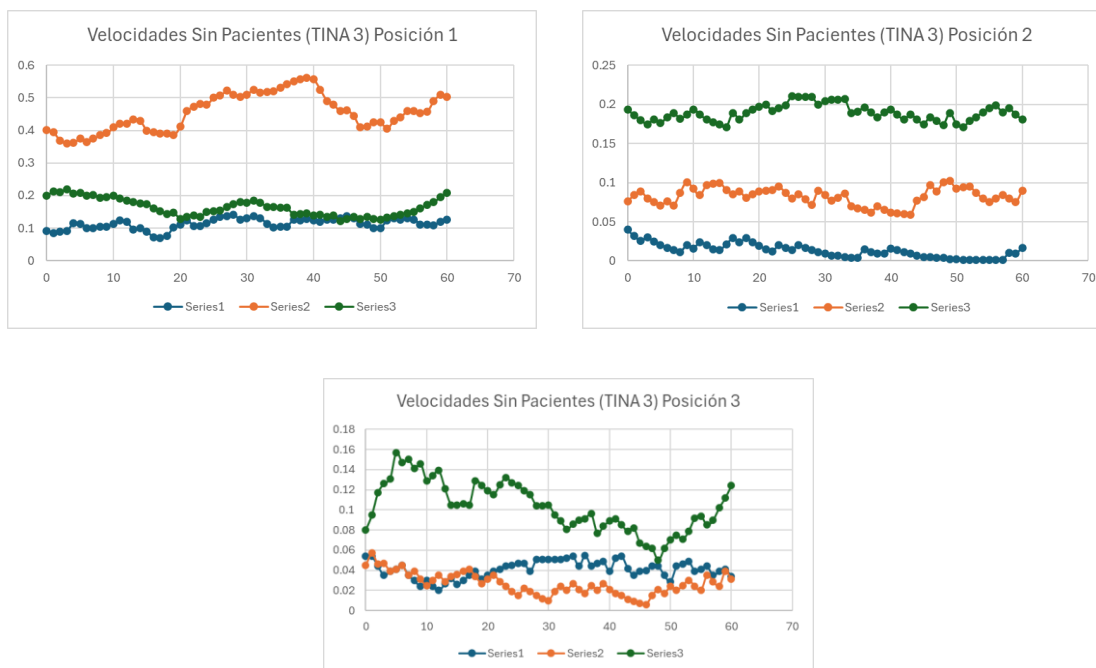 Velocidades Sin Pacientes (TINA 3) Posición 1
0.6
0.5
0.4
0.3
0.2
0.1
0
0 10 20 30 40 50 60 70
Series1 Series2 Series3
Velocidades Sin Pacientes (TINA 3) Posición 2
0.25
0.2
0.15
0.1
0.05
0
0 10 20 30 40 50 60 70
Series1 Series2 Series3
Velocidades Sin Pacientes (TINA 3) Posición 3
0.18
0.16
0.14
0.12
0.1
0.08
0.06
0.04
0.02
0
0 10 20 30 40 50 60 70
Series1 Series2 Series3